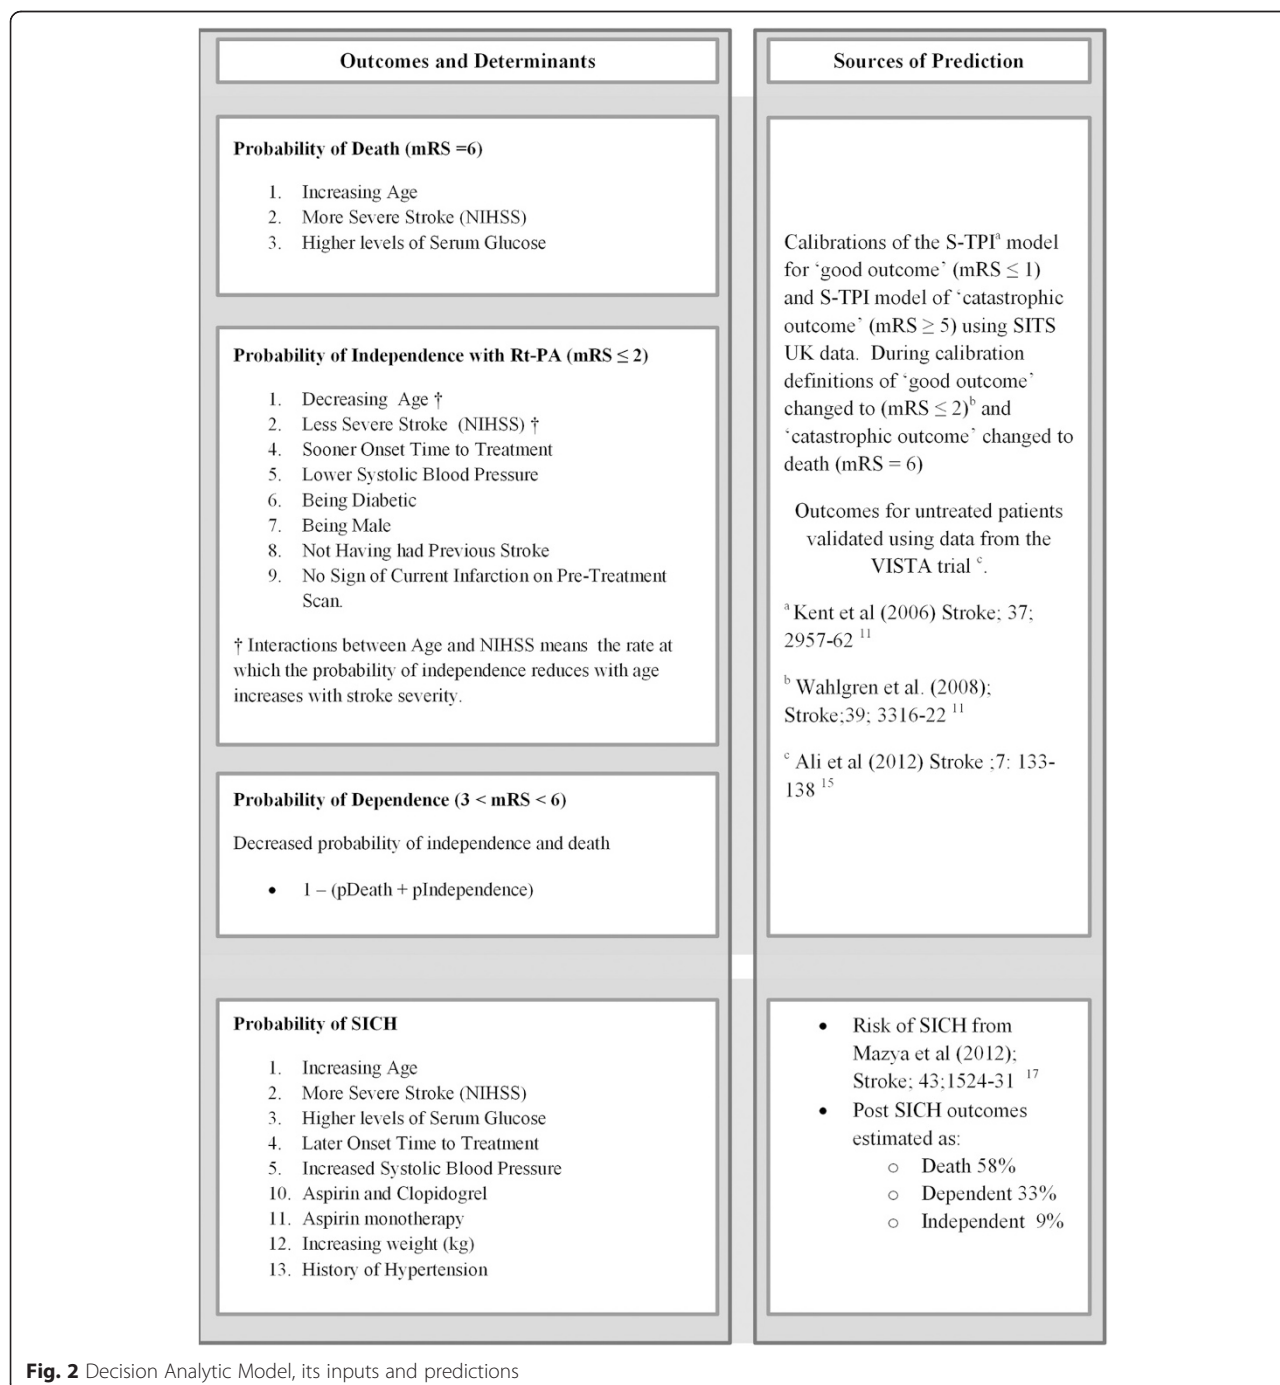 Outcomes and Determinants
Probability of Death (mRS =6)
1. Increasing Age
2. More Severe Stroke (NIHSS)
3. Higher levels of Serum Glucose
Probability of Independence with Rt-PA (mRS ≤ 2)
1. Decreasing Age †
2. Less Severe Stroke (NIHSS) †
4. Sooner Onset Time to Treatment
5. Lower Systolic Blood Pressure
6. Being Diabetic
7. Being Male
8. Not Having had Previous Stroke
9. No Sign of Current Infarction on Pre-Treatment
Scan.
† Interactions between Age and NIHSS means the rate at
which the probability of independence reduces with age
increases with stroke severity.
Probability of Dependence (3 < mRS < 6)
Decreased probability of independence and death
• 1 – (pDeath + pIndependence)
Probability of SICH
1. Increasing Age
2. More Severe Stroke (NIHSS)
3. Higher levels of Serum Glucose
4. Later Onset Time to Treatment
5. Increased Systolic Blood Pressure
10. Aspirin and Clopidogrel
11. Aspirin monotherapy
12. Increasing weight (kg)
13. History of Hypertension
Sources of Prediction
Calibrations of the S-TPIᵃ model
for ‘good outcome’ (mRS ≤ 1)
and S-TPI model of ‘catastrophic
outcome’ (mRS ≥ 5) using SITS
UK data. During calibration
definitions of ‘good outcome’
changed to (mRS ≤ 2)ᵇ and
‘catastrophic outcome’ changed to
death (mRS = 6)
Outcomes for untreated patients
validated using data from the
VISTA trial ᶜ.
ᵃ Kent et al (2006) Stroke; 37;
2957-62 ¹¹
ᵇ Wahlgren et al. (2008);
Stroke;39; 3316-22 ¹¹
ᶜ Ali et al (2012) Stroke ;7: 133-
138 ¹⁵
• Risk of SICH from
Mazya et al (2012);
Stroke; 43;1524-31 ¹⁷
• Post SICH outcomes
estimated as:
o Death 58%
o Dependent 33%
o Independent 9%
Fig. 2 Decision Analytic Model, its inputs and predictions